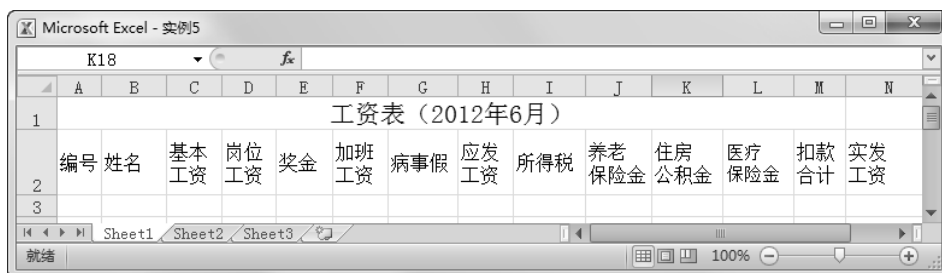 Microsoft Excel - 实例5
K18 fx
A B C D E F G H I J K L M N
1 工资表（2012年6月）
2 编号 姓名 基本工资 岗位工资 奖金 加班工资 病事假 应发工资 所得税 养老保险金 住房公积金 医疗保险金 扣款合计 实发工资
3
Sheet1 Sheet2 Sheet3
就绪 100%